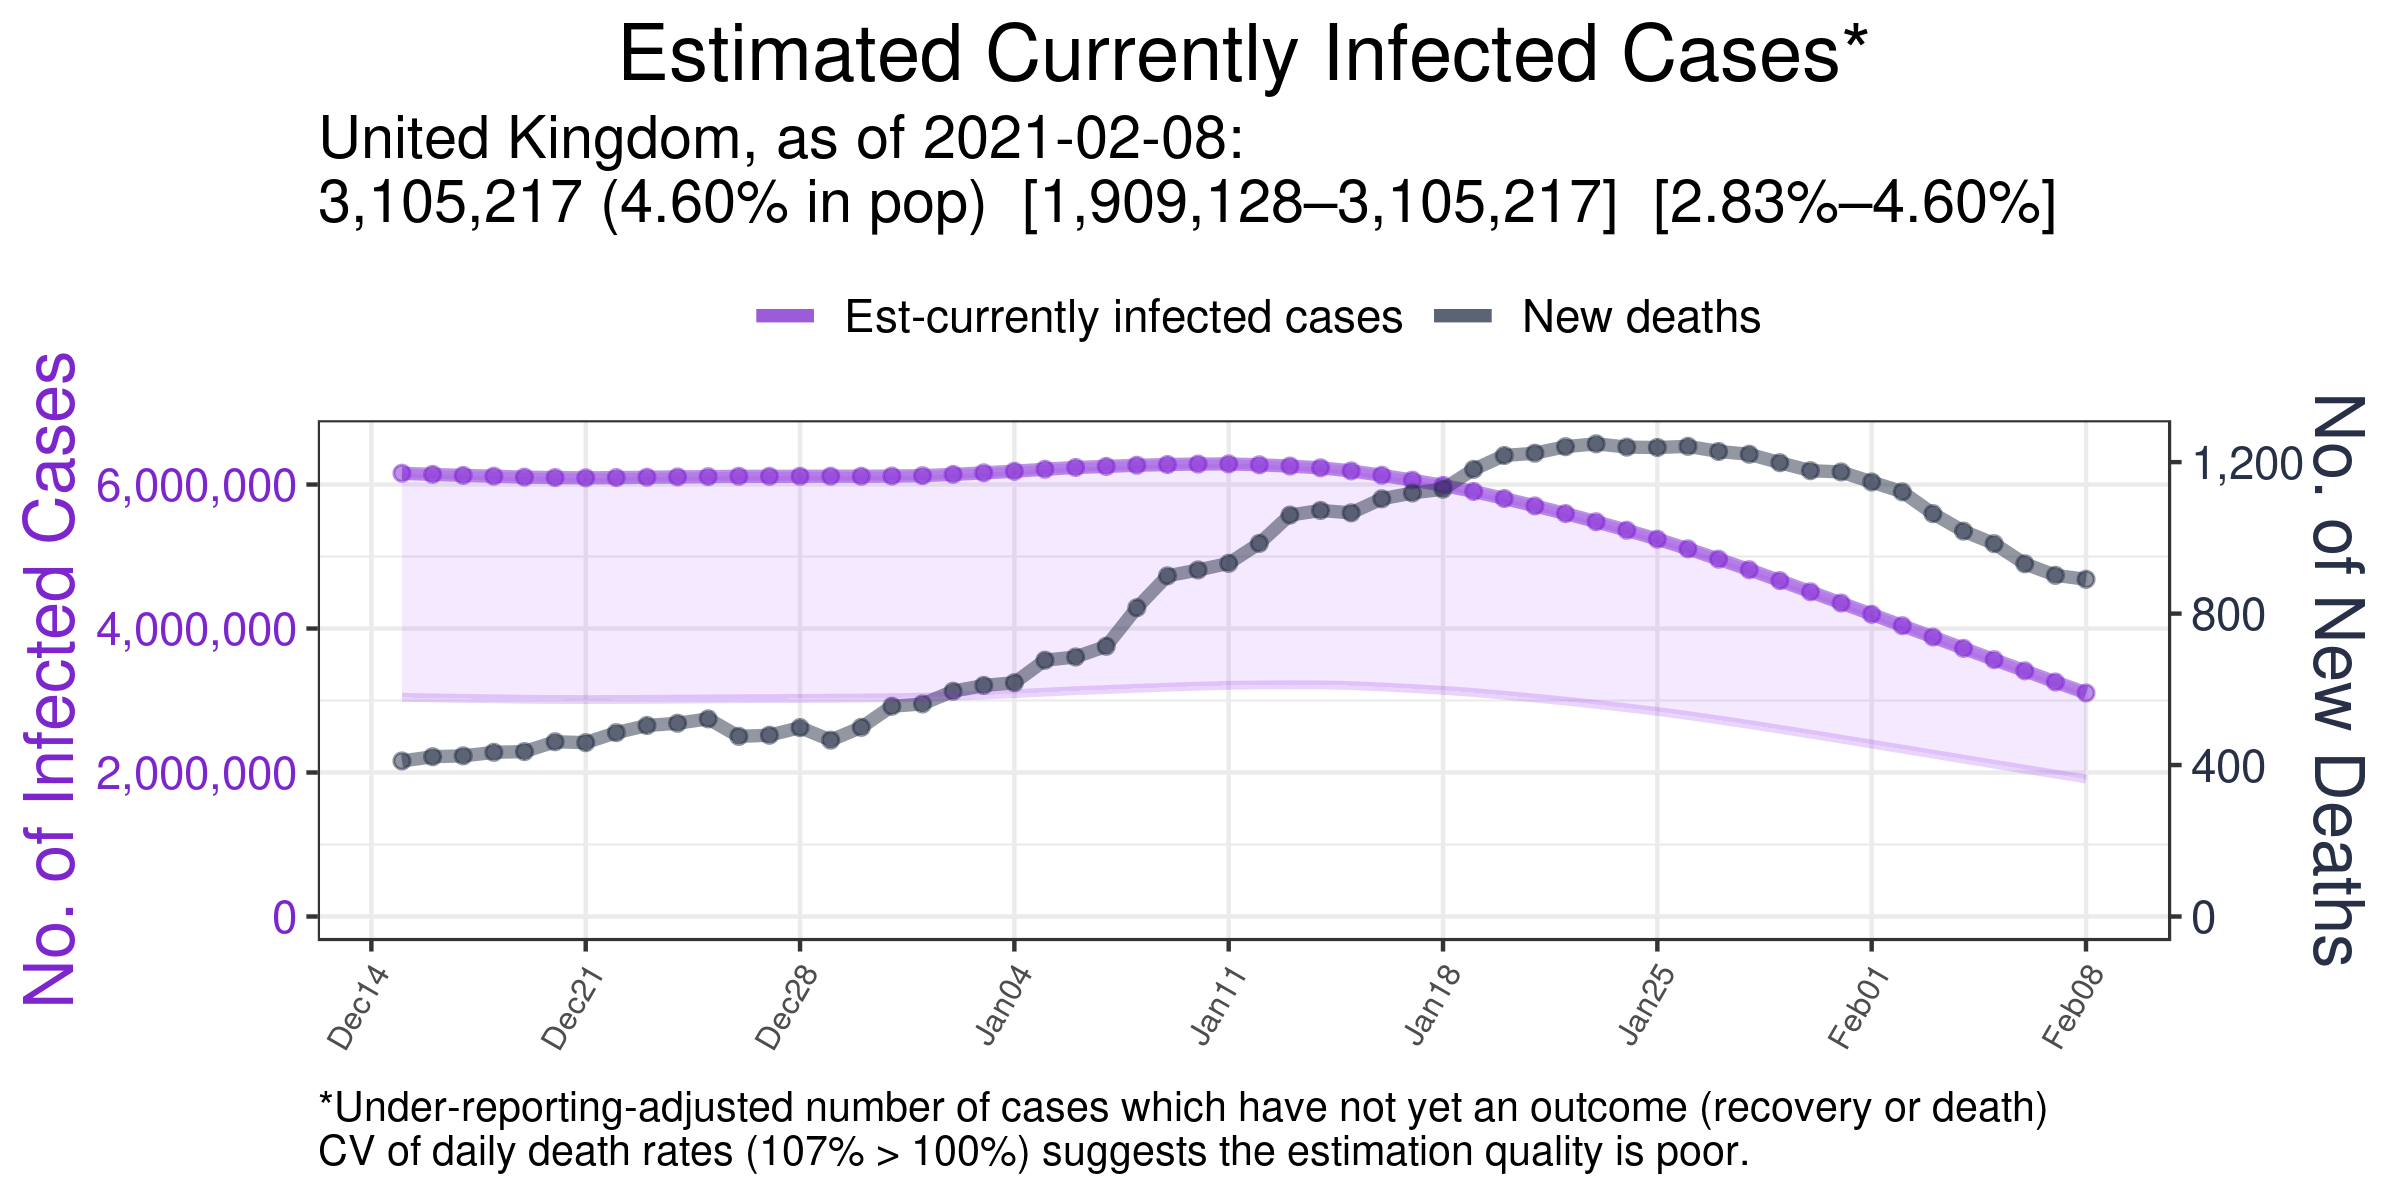 Estimated Currently Infected Cases*
United Kingdom, as of 2021-02-08:
3,105,217 (4.60% in pop)  [1,909,128–3,105,217]  [2.83%–4.60%]
Est-currently infected cases
New deaths
No. of Infected Cases
6,000,000
4,000,000
2,000,000
0
1,200
800
400
0
No. of New Deaths
Dec14
Dec21
Dec28
Jan04
Jan11
Jan18
Jan25
Feb01
Feb08
*Under-reporting-adjusted number of cases which have not yet an outcome (recovery or death)
CV of daily death rates (107% > 100%) suggests the estimation quality is poor.